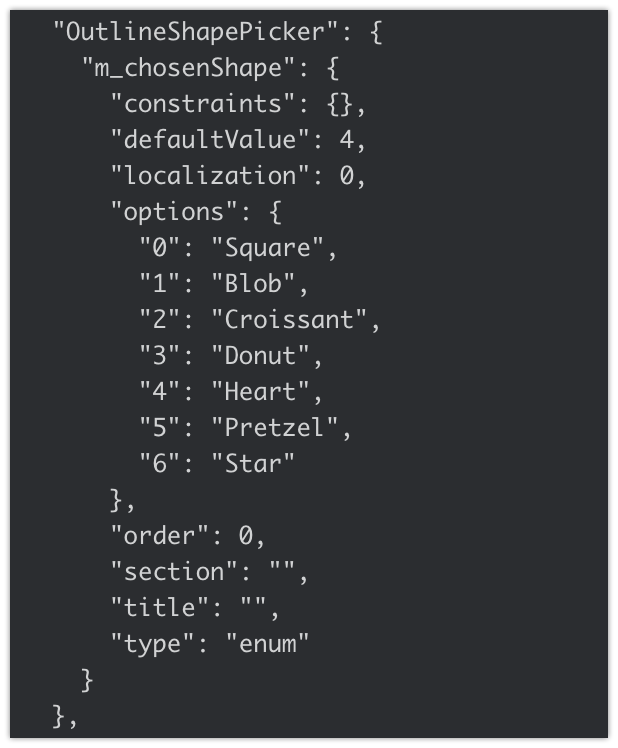 "OutlineShapePicker": {
"m_chosenShape": {
"constraints": {},
"defaultValue": 4,
"localization": 0,
"options": {
"0": "Square",
"1": "Blob",
"2": "Croissant",
"3": "Donut",
"4": "Heart",
"5": "Pretzel",
"6": "Star"
},
"order": 0,
"section": "",
"title": "",
"type": "enum"
}
},